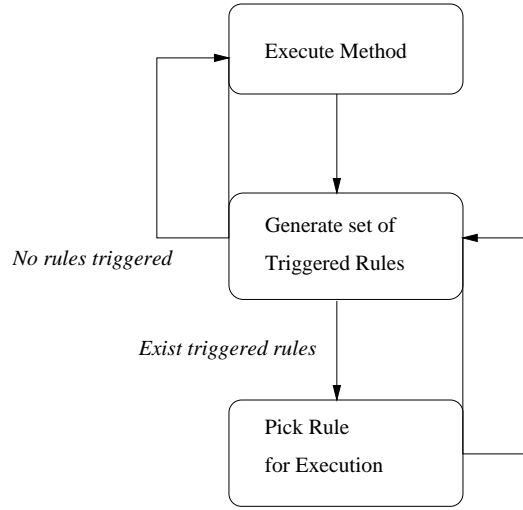 Execute Method
Generate set of
Triggered Rules
No rules triggered
Exist triggered rules
Pick Rule
for Execution